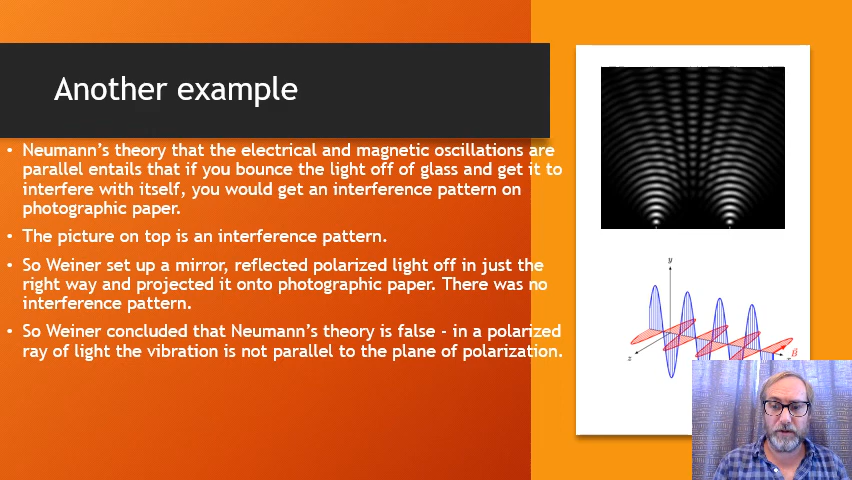 Another example
• Neumann's theory that the electrical and magnetic oscillations are
parallel entails that if you bounce the light off of glass and get it to
interfere with itself, you would get an interference pattern on
photographic paper.
• The picture on top is an interference pattern.
• So Weiner set up a mirror, reflected polarized light off in just the
right way and projected it onto photographic paper. There was no
interference pattern.
• So Weiner concluded that Neumann's theory is false - in a polarized
ray of light the vibration is not parallel to the plane of polarization.
y
z